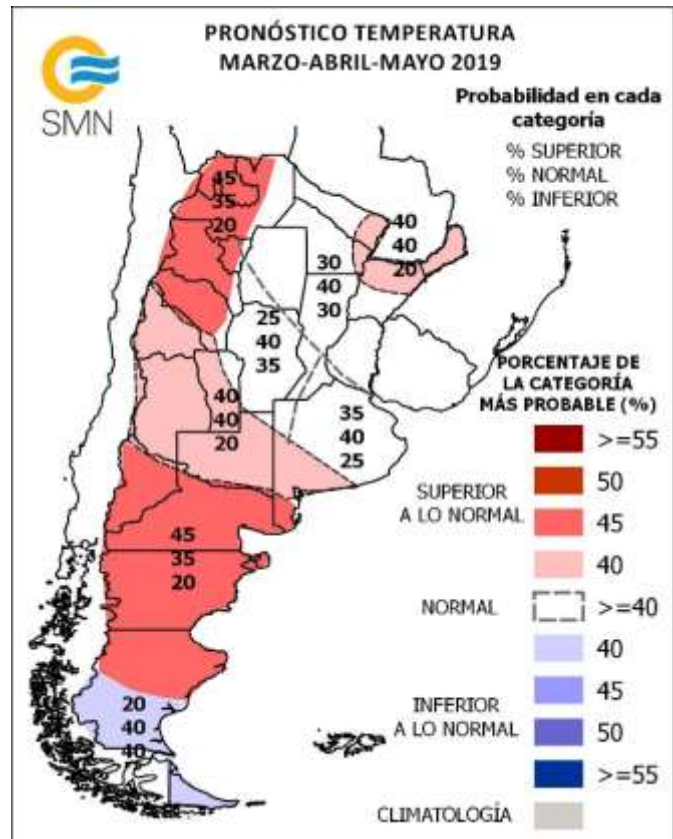 PRONÓSTICO TEMPERATURA
MARZO-ABRIL-MAYO 2019
SMN
Probabilidad en cada
categoría
% SUPERIOR
% NORMAL
% INFERIOR
45
35
20
40
40
20
30
40
30
25
40
35
40
40
20
35
40
25
45
35
20
20
40
40
PORCENTAJE DE
LA CATEGORÍA
MÁS PROBABLE (%)
>=55
50
SUPERIOR
A LO NORMAL
45
40
NORMAL
>=40
40
45
INFERIOR
A LO NORMAL
50
>=55
CLIMATOLOGÍA